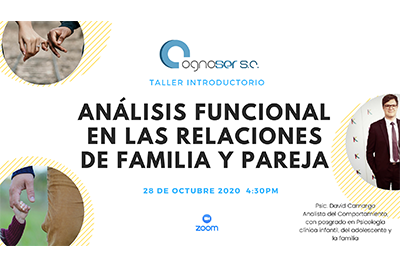 Cognoser s.c.
TALLER INTRODUCTORIO
ANÁLISIS FUNCIONAL
EN LAS RELACIONES
DE FAMILIA Y PAREJA
28 DE OCTUBRE 2020 4:30PM
zoom
Psic. David Camargo
Analista del Comportamiento,
con posgrado en Psicología
clínica infantil, del adolescente y
la familia